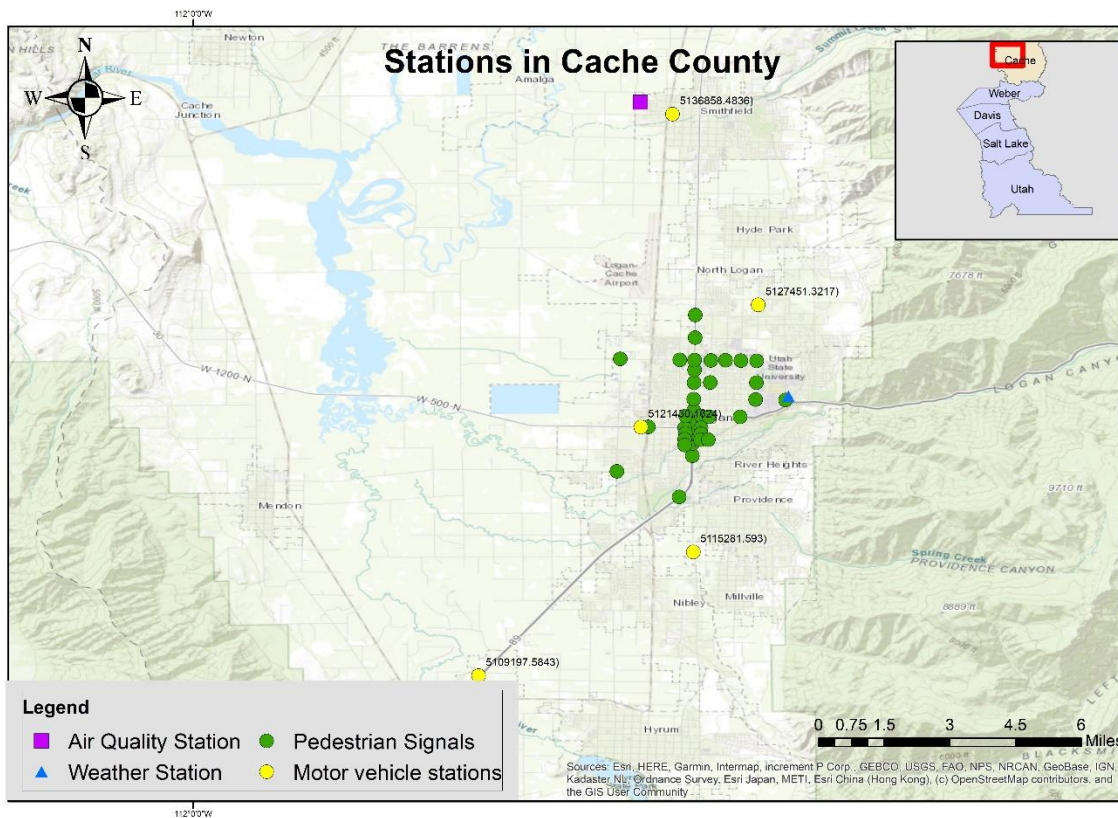 112°0'0"W
Stations in Cache County
N
W
E
S
Newton
THE BARRENS
Amalga
Cache
Junction
5136858.4836)
Smithfield
Cache
Weber
Davis
Salt Lake
Utah
Hyde Park
Logan-
Cache
Airport
North Logan
7678 ft
5127451.3217)
30
W-1200-N
W-500-N
Utah
State
University
LOGAN CANY
River Heights
9710 ft
Mendon
Providence
5115281.593)
Spring Creek
PROVIDENCE CANYON
Nibley
Millville
8889 ft
89
5109197.5843)
Hyrum
LEFT
BLACKSMI
Legend
Air Quality Station
Pedestrian Signals
Weather Station
Motor vehicle stations
0 0.75 1.5 3 4.5 6
Miles
Sources: Esri, HERE, Garmin, Intermap, increment P Corp., GEBCO, USGS, FAO, NPS, NRCAN, GeoBase, IGN,
Kadaster NL, Ordnance Survey, Esri Japan, METI, Esri China (Hong Kong), (c) OpenStreetMap contributors, and
the GIS User Community
112°0'0"W